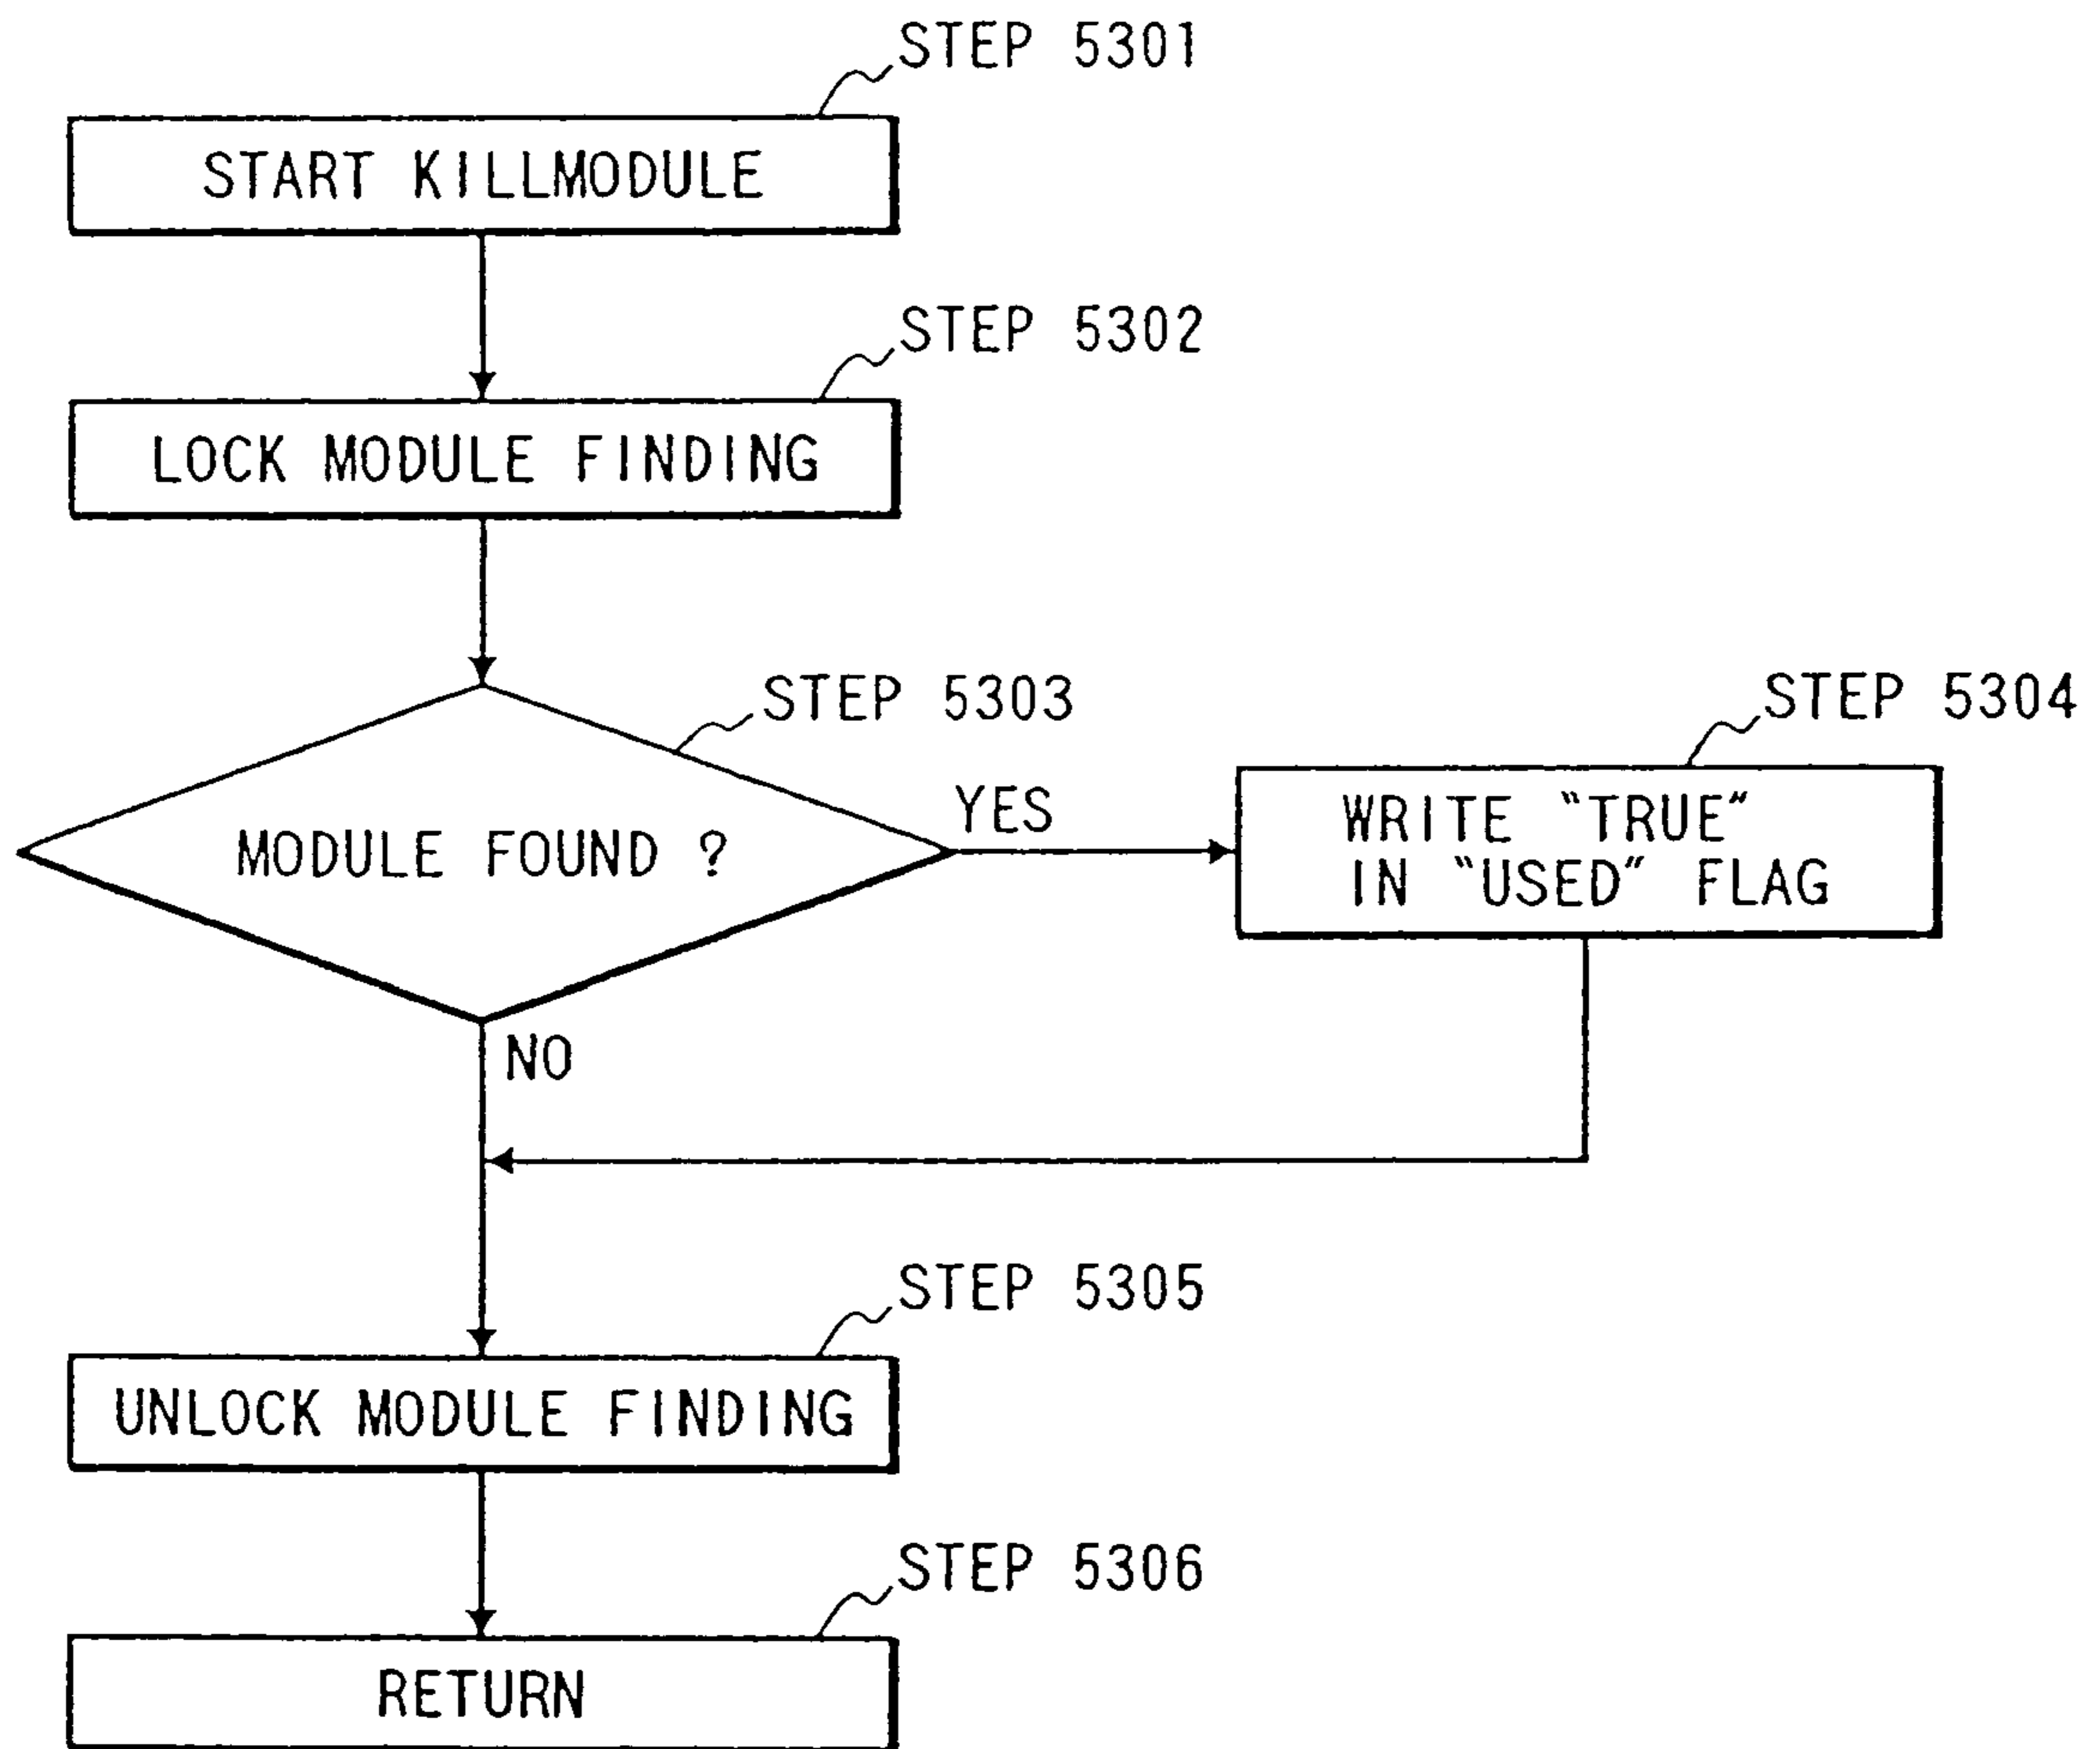 STEP 5301
START KILLMODULE
STEP 5302
LOCK MODULE FINDING
STEP 5303
MODULE FOUND ?
YES
NO
STEP 5304
WRITE "TRUE"
IN "USED" FLAG
STEP 5305
UNLOCK MODULE FINDING
STEP 5306
RETURN